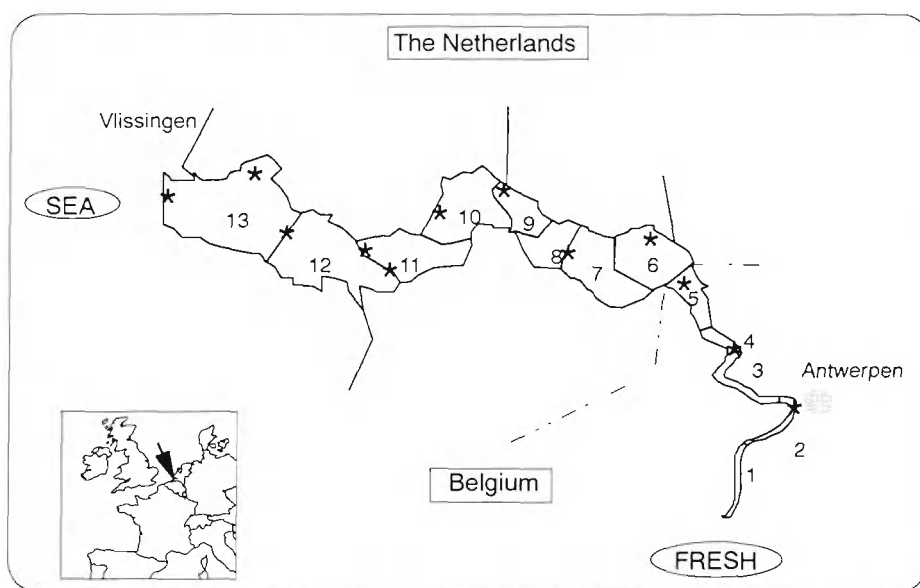 The Netherlands
Vlissingen
SEA
13
12
11
10
9
8
7
6
5
4
3
Antwerpen
2
1
Belgium
FRESH